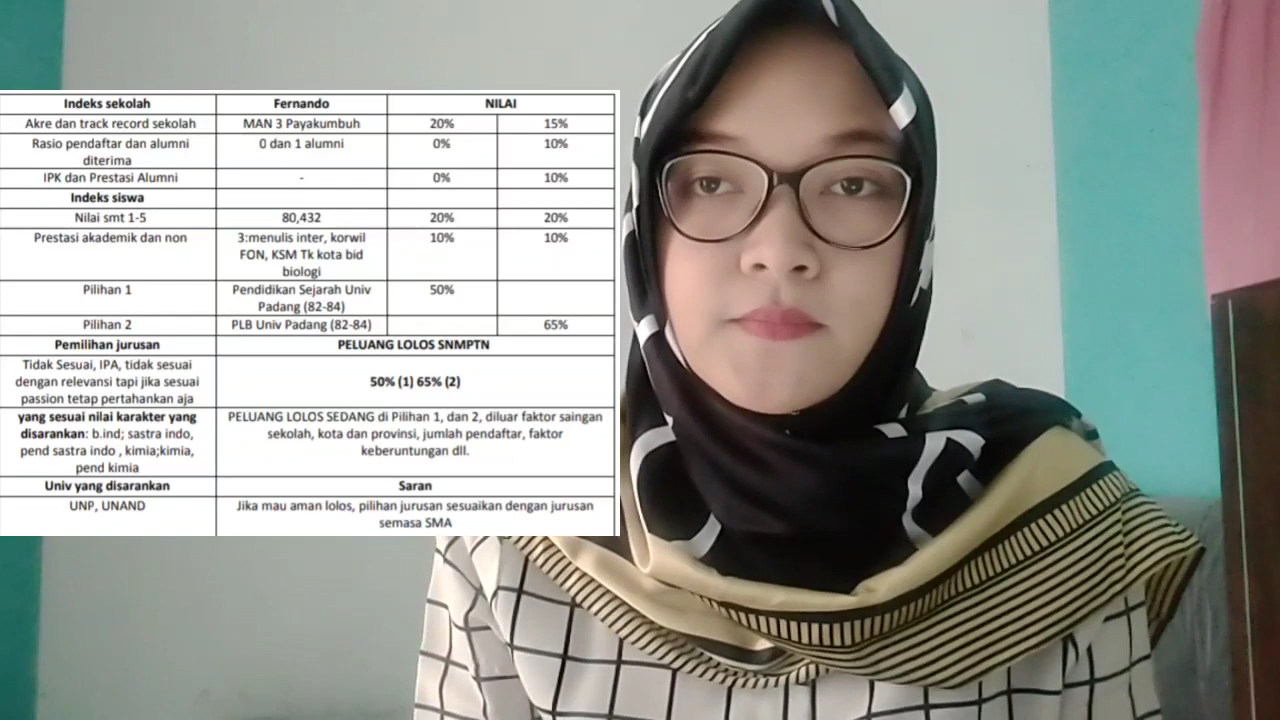 Indeks sekolah Fernando NILAI
Akre dan track record sekolah MAN 3 Payakumbuh 20% 15%
Rasio pendaftar dan alumni diterima 0 dan 1 alumni 0% 10%
IPK dan Prestasi Alumni - 0% 10%
Indeks siswa
Nilai smt 1-5 80,432 20% 20%
Prestasi akademik dan non 3:menulis inter, korwil FON, KSM Tk kota bid biologi 10% 10%
Pilihan 1 Pendidikan Sejarah Univ Padang (82-84) 50%
Pilihan 2 PLB Univ Padang (82-84) 65%
Pemilihan jurusan PELUANG LOLOS SNMPTN
Tidak Sesuai, IPA, tidak sesuai dengan relevansi tapi jika sesuai passion tetap pertahankan aja 50% (1) 65% (2)
yang sesuai nilai karakter yang disarankan: b.ind; sastra indo, pend sastra indo , kimia;kimia, pend kimia PELUANG LOLOS SEDANG di Pilihan 1, dan 2, diluar faktor saingan sekolah, kota dan provinsi, jumlah pendaftar, faktor keberuntungan dll.
Univ yang disarankan Saran
UNP, UNAND Jika mau aman lolos, pilihan jurusan sesuaikan dengan jurusan semasa SMA